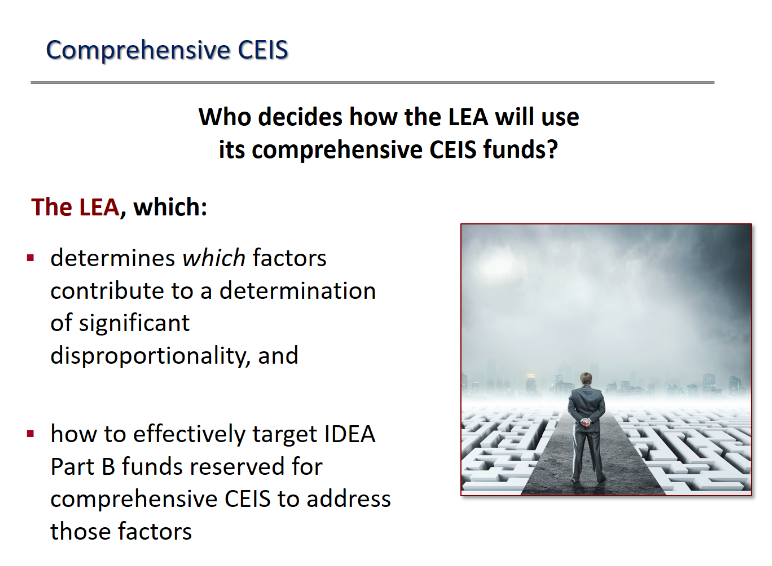 Comprehensive CEIS
Who decides how the LEA will use
its comprehensive CEIS funds?
The LEA, which:
▪ determines which factors
contribute to a determination
of significant
disproportionality, and
▪ how to effectively target IDEA
Part B funds reserved for
comprehensive CEIS to address
those factors